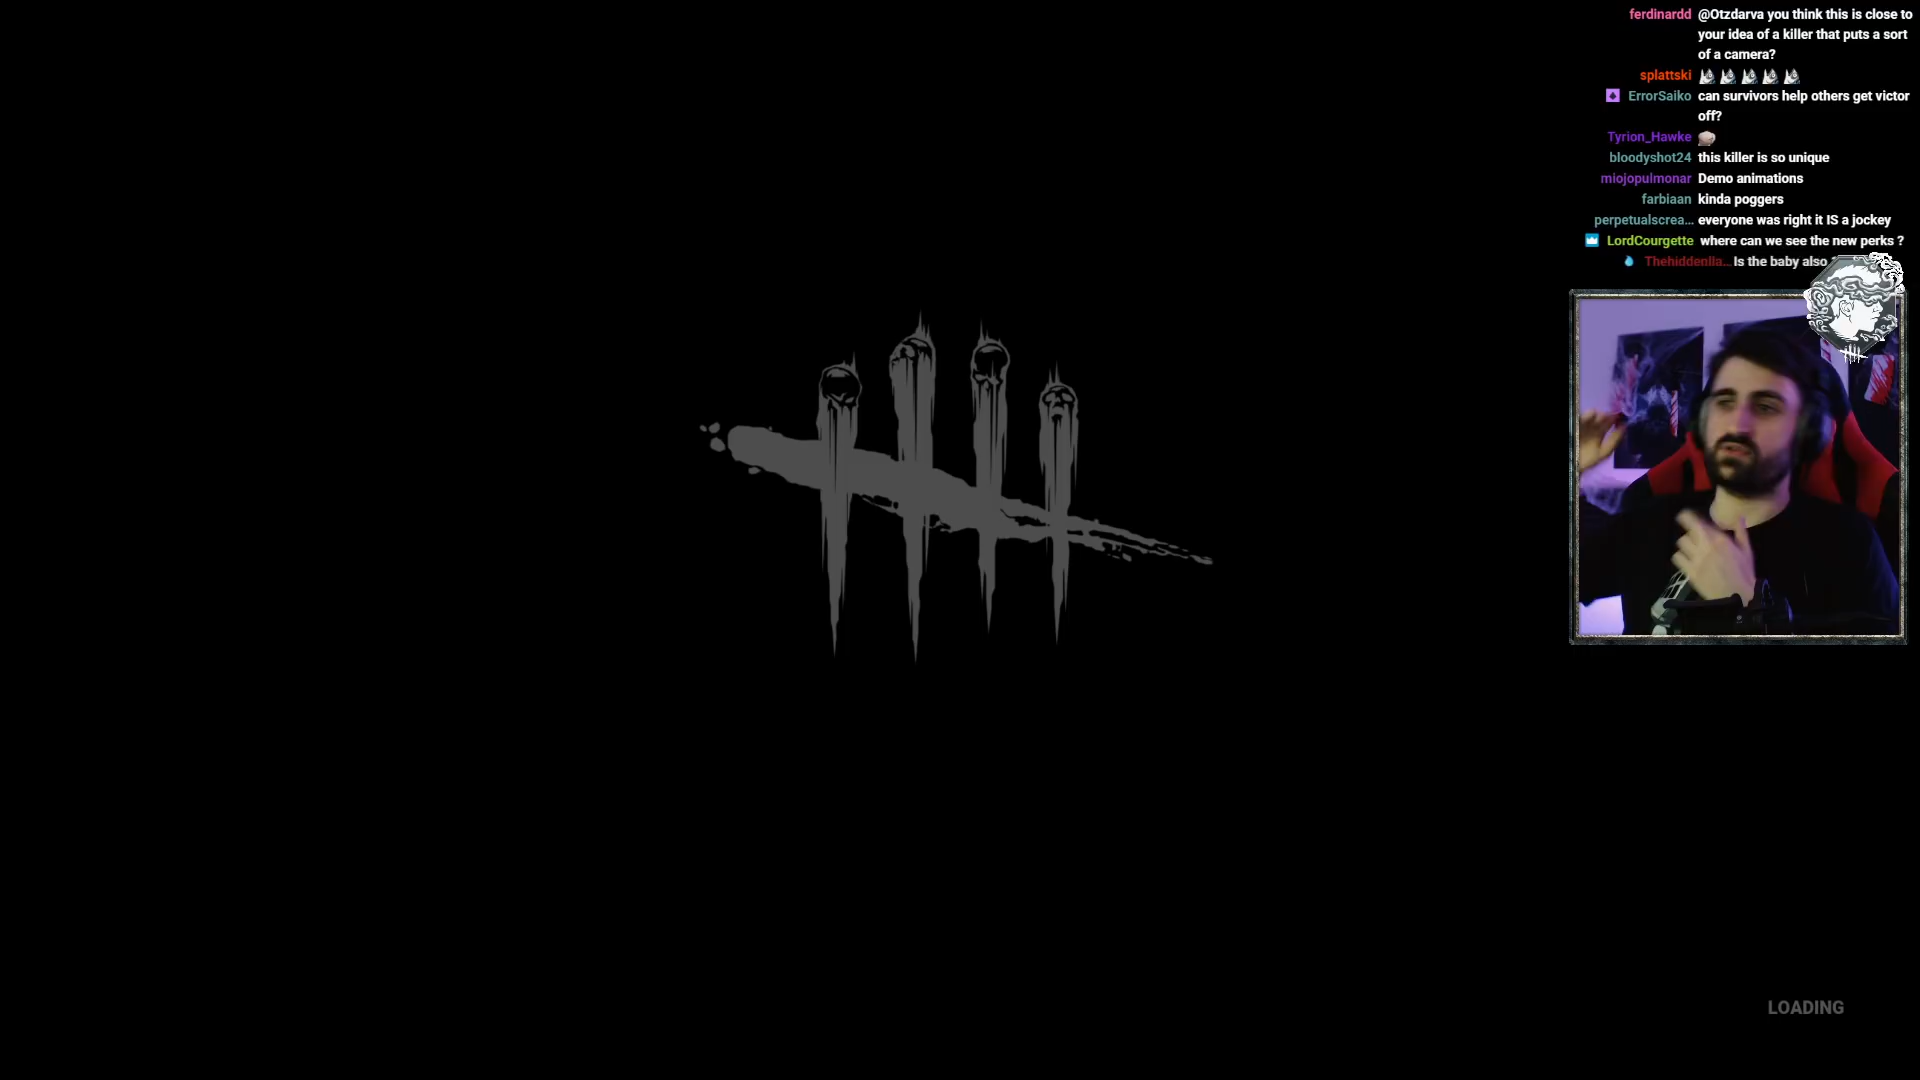 ferdinardd @Otzdarva you think this is close to
your idea of a killer that puts a sort
of a camera?
splattski
ErrorSaiko can survivors help others get victor
off?
Tyrion_Hawke
bloodyshot24 this killer is so unique
miojopulmonar Demo animations
farbiaan kinda poggers
perpetualscrea... everyone was right it IS a jockey
LordCourgette where can we see the new perks ?
Thehiddenlla... Is the baby also
LOADING